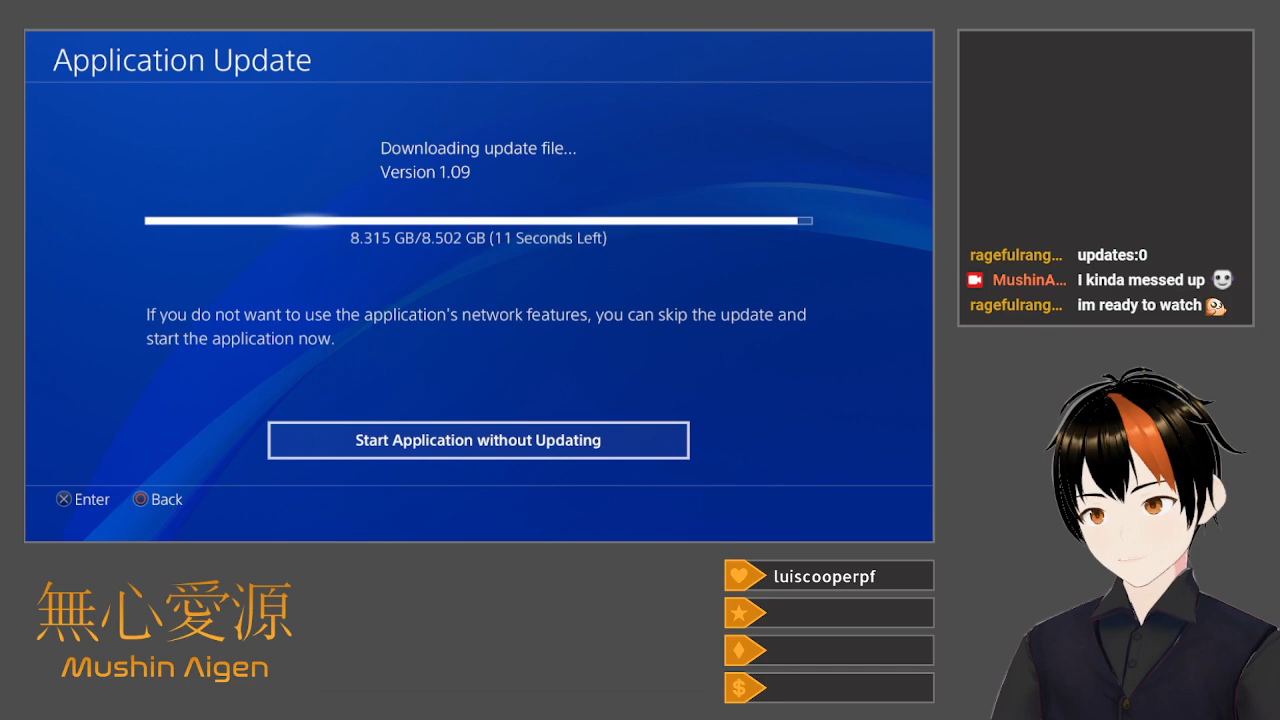 Application Update
Downloading update file...
Version 1.09
8.315 GB/8.502 GB (11 Seconds Left)
If you do not want to use the application's network features, you can skip the update and
start the application now.
Start Application without Updating
Enter
Back
ragefulrang... updates:0
MushinA... I kinda messed up
ragefulrang... im ready to watch
無心愛源
Mushin Aigen
luiscooperpf
$